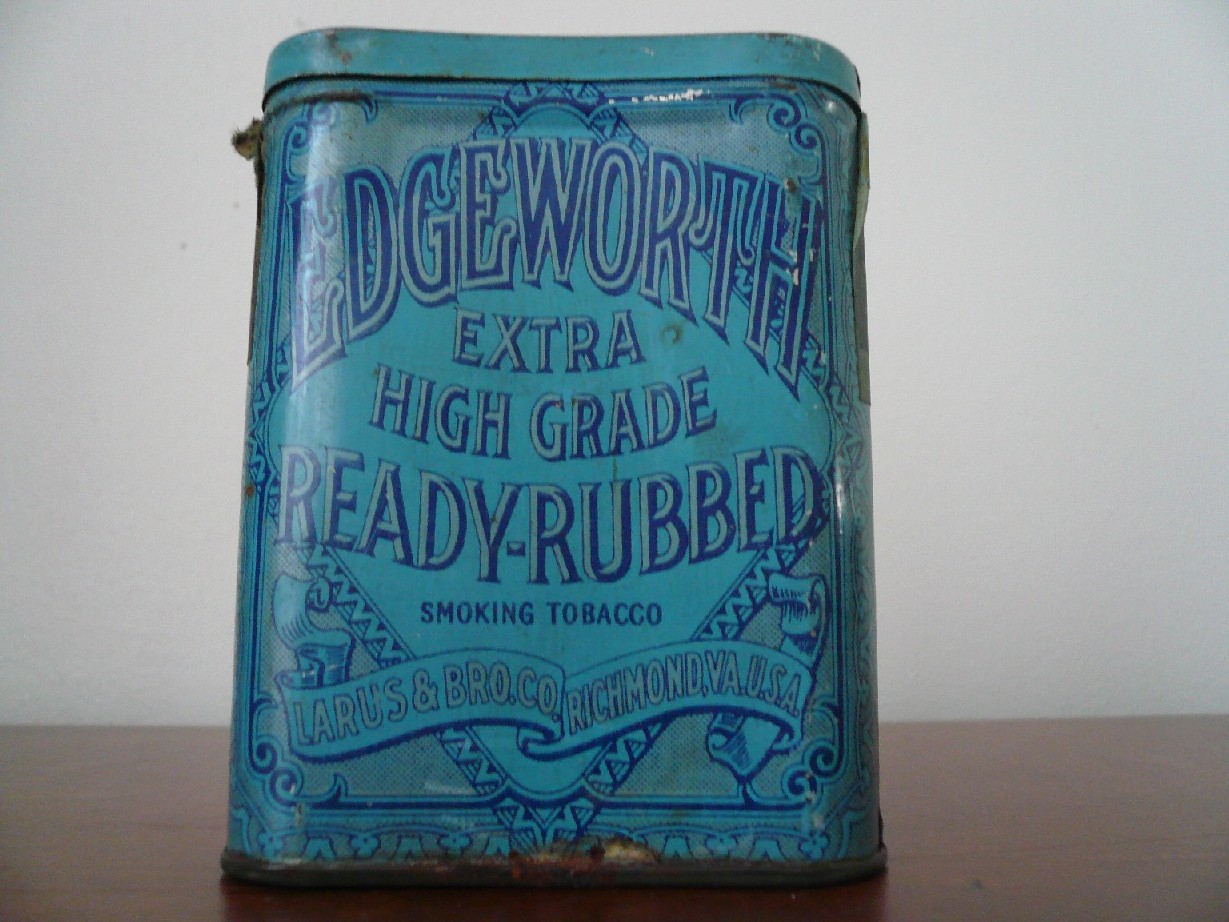 EDGEWORTH
EXTRA
HIGH GRADE
READY-RUBBED
SMOKING TOBACCO
LARUS & BRO. CO. RICHMOND, VA. U.S.A.